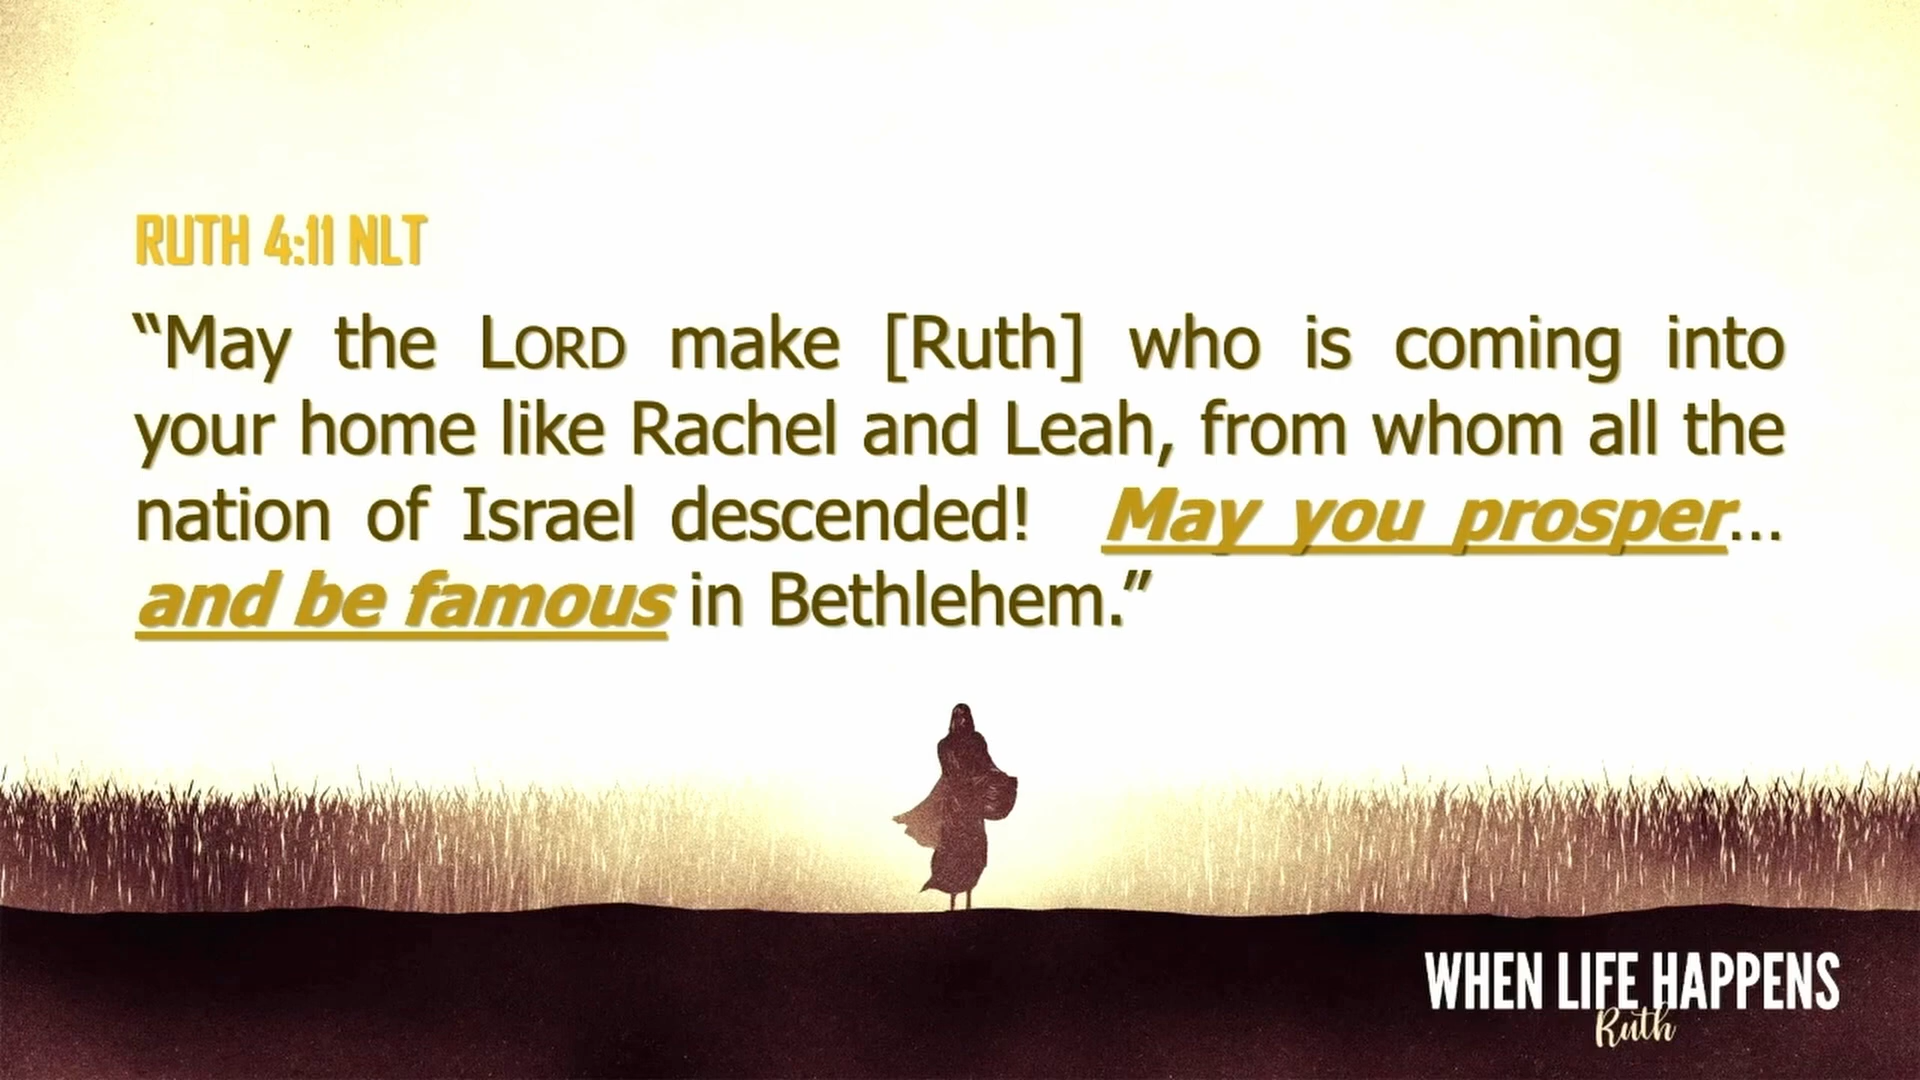 RUTH 4:11 NLT
“May the LORD make [Ruth] who is coming into
your home like Rachel and Leah, from whom all the
nation of Israel descended! May you prosper...
and be famous in Bethlehem.”
WHEN LIFE HAPPENS
Ruth